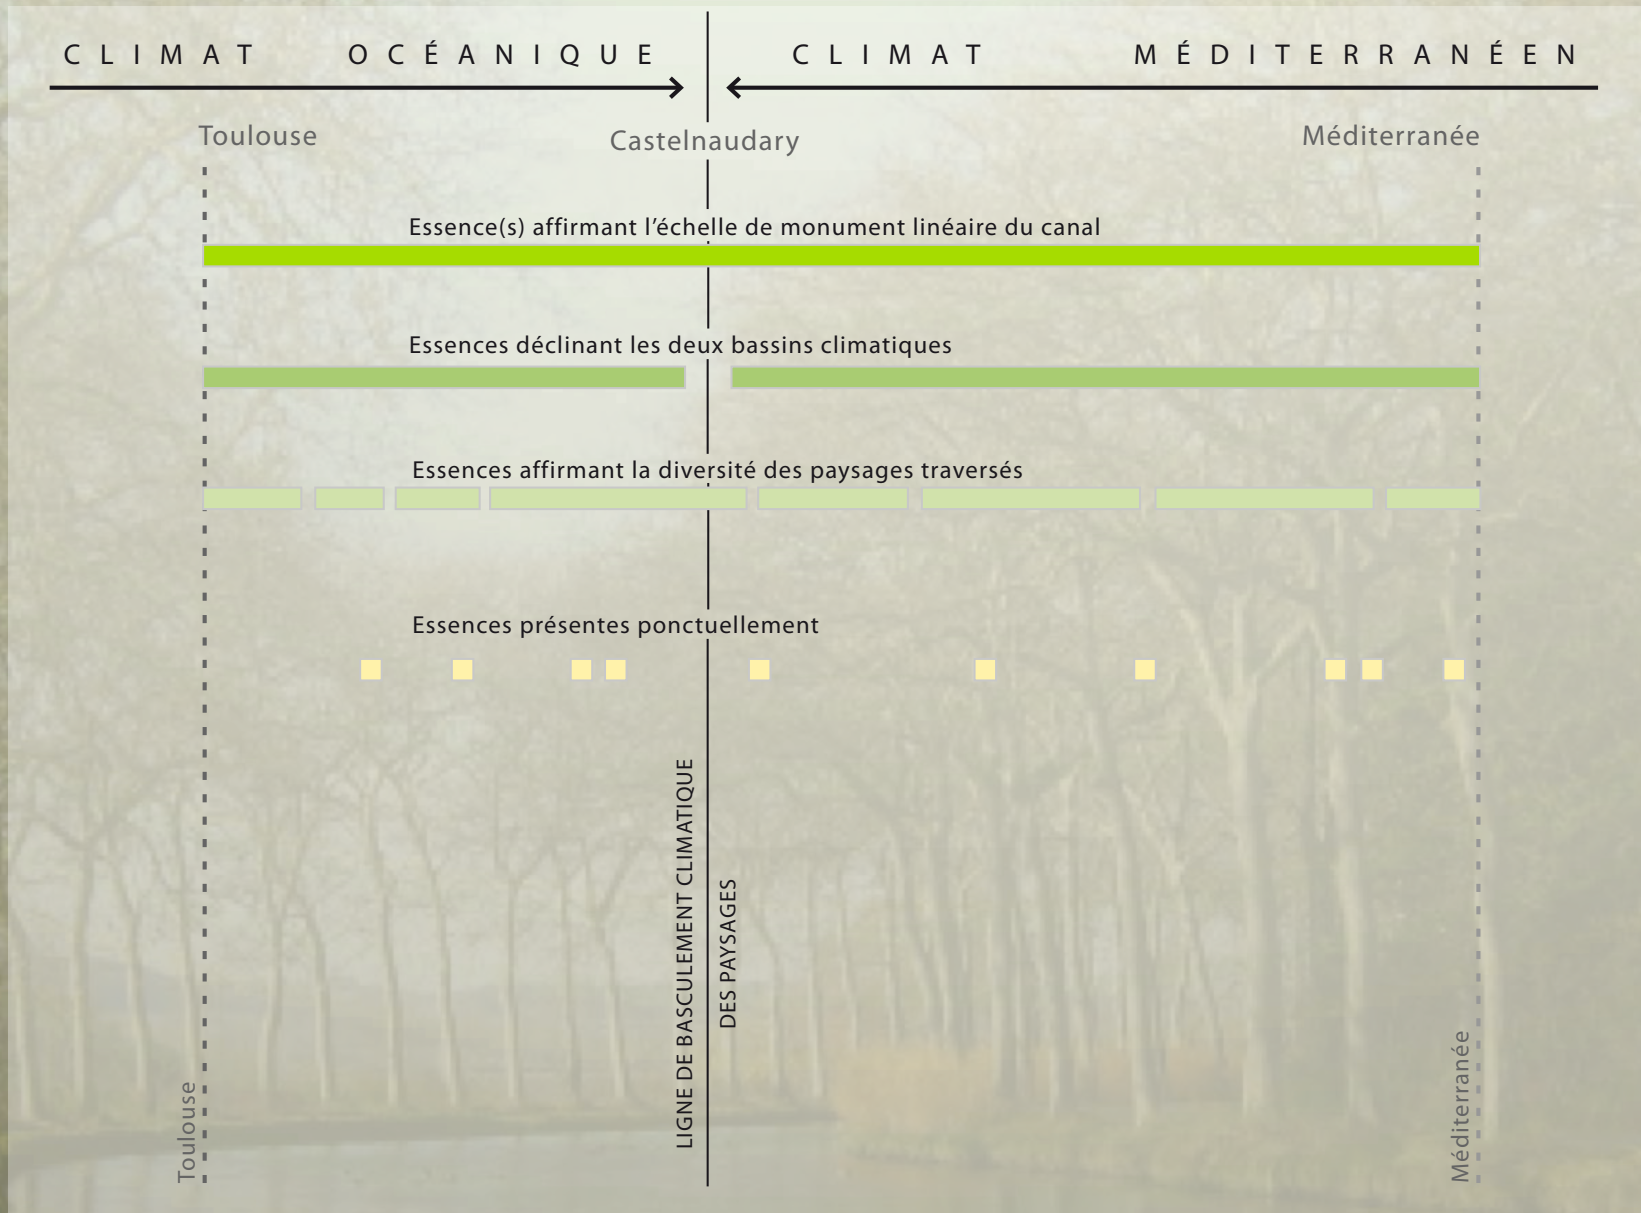 CLIMAT OCÉANIQUE
CLIMAT MÉDITERRANÉEN
Toulouse
Castelnaudary
Méditerranée
Essence(s) affirmant l'échelle de monument linéaire du canal
Essences déclinant les deux bassins climatiques
Essences affirmant la diversité des paysages traversés
Essences présentes ponctuellement
LIGNE DE BASCULEMENT CLIMATIQUE
DES PAYSAGES
Toulouse
Méditerranée